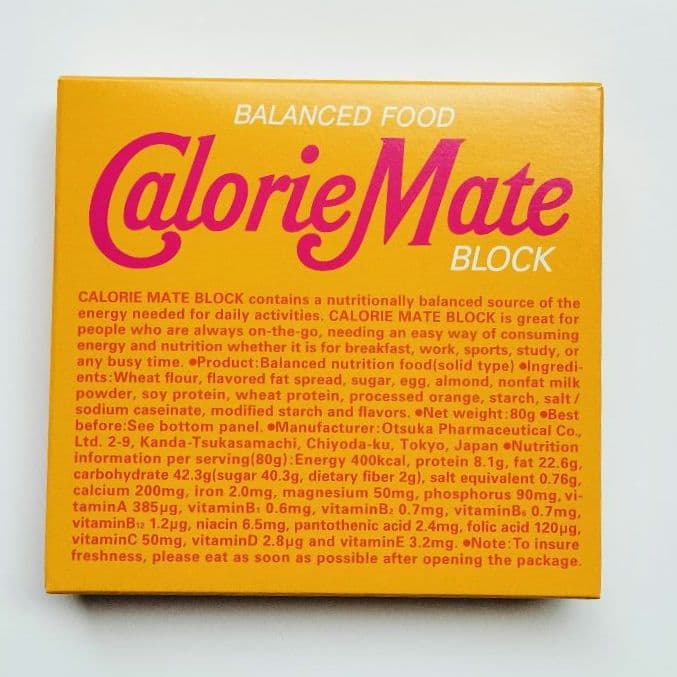 BALANCED FOOD
CalorieMate
BLOCK
CALORIE MATE BLOCK contains a nutritionally balanced source of the
energy needed for daily activities. CALORIE MATE BLOCK is great for
people who are always on-the-go, needing an easy way of consuming
energy and nutrition whether it is for breakfast, work, sports, study, or
any busy time. ●Product:Balanced nutrition food(solid type) ●Ingredi-
ents:Wheat flour, flavored fat spread, sugar, egg, almond, nonfat milk
powder, soy protein, wheat protein, processed orange, starch, salt /
sodium caseinate, modified starch and flavors. ●Net weight:80g ●Best
before:See bottom panel. ●Manufacturer:Otsuka Pharmaceutical Co.,
Ltd. 2-9, Kanda-Tsukasamachi, Chiyoda-ku, Tokyo, Japan ●Nutrition
information per serving(80g):Energy 400kcal, protein 8.1g, fat 22.6g,
carbohydrate 42.3g(sugar 40.3g, dietary fiber 2g), salt equivalent 0.76g,
calcium 200mg, iron 2.0mg, magnesium 50mg, phosphorus 90mg, vi-
taminA 385μg, vitaminB₁ 0.6mg, vitaminB₂ 0.7mg, vitaminB₆ 0.7mg,
vitaminB₁₂ 1.2μg, niacin 6.5mg, pantothenic acid 2.4mg, folic acid 120μg,
vitaminC 50mg, vitaminD 2.8μg and vitaminE 3.2mg. ●Note:To insure
freshness, please eat as soon as possible after opening the package.